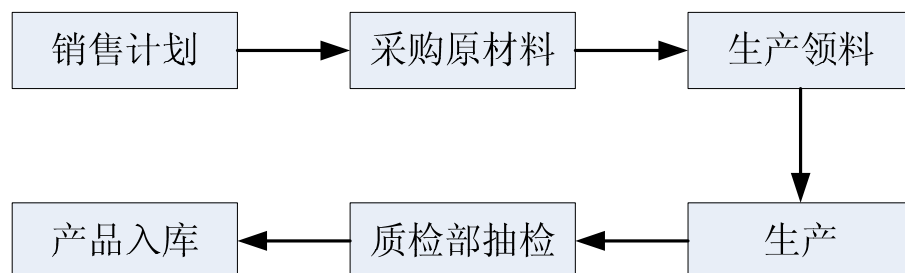 销售计划
采购原材料
生产领料
生产
质检部抽检
产品入库